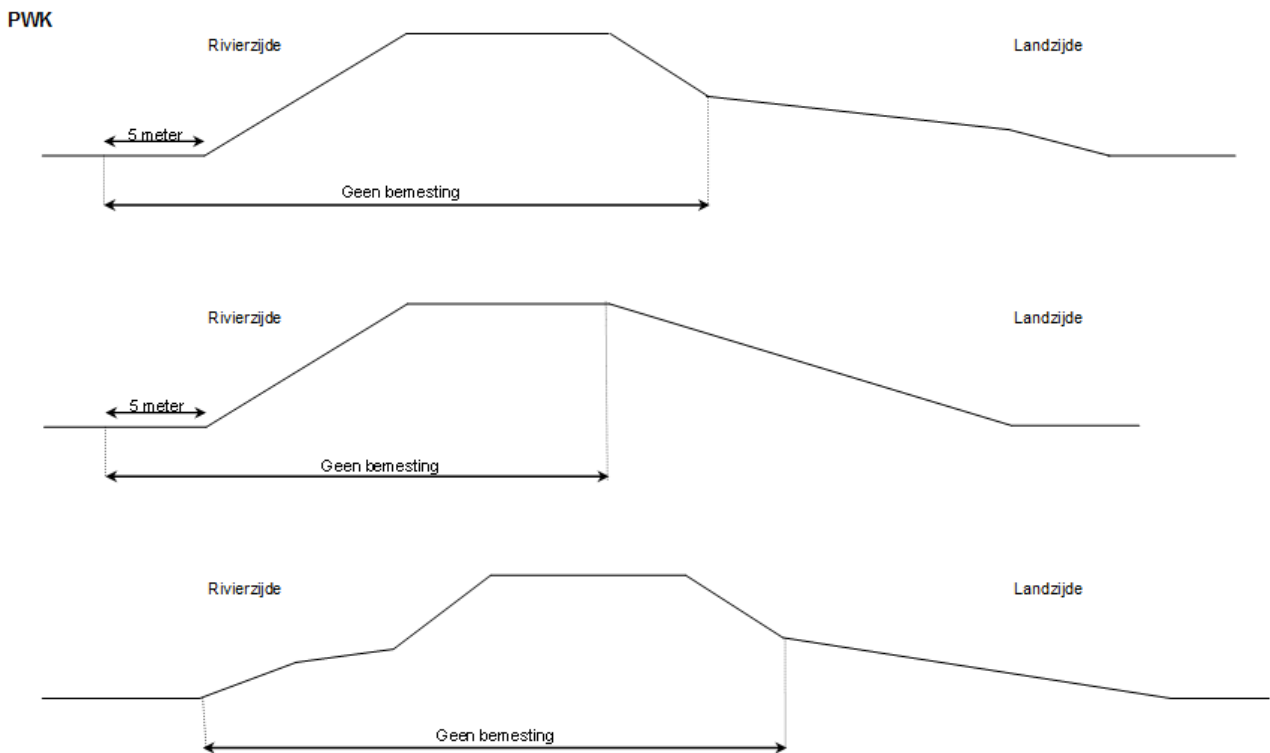 PWK
Rivierzijde
Landzijde
5 meter
Geen bemesting
Rivierzijde
Landzijde
5 meter
Geen bemesting
Rivierzijde
Landzijde
Geen bemesting